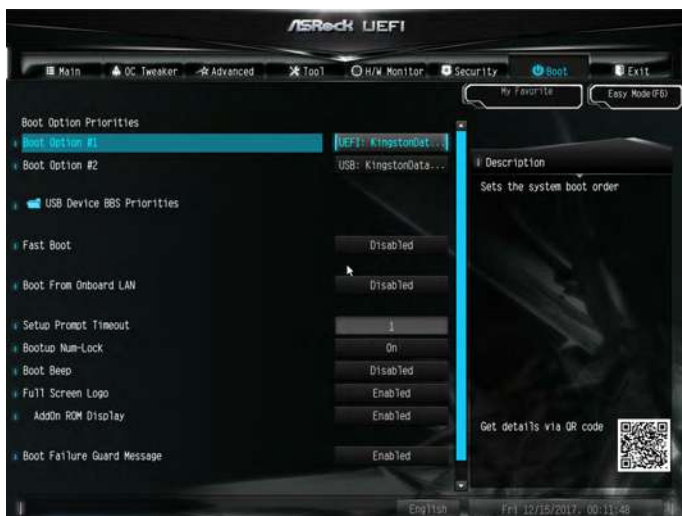 ASRock UEFI
Main OC Tweaker Advanced Tool H/W Monitor Security Boot Exit
My Favorite Easy Mode(F6)
Boot Option Priorities
Boot Option #1 UEFI: KingstonDat...
Boot Option #2 USB: KingstonData...
USB Device BBS Priorities
Fast Boot Disabled
Boot From Onboard LAN Disabled
Setup Prompt Timeout 1
Bootup Num-Lock On
Boot Beep Disabled
Full Screen Logo Enabled
AddOn ROM Display Enabled
Boot Failure Guard Message Enabled
Description
Sets the system boot order
Get details via QR code
English Fri 12/15/2017, 00:11:48